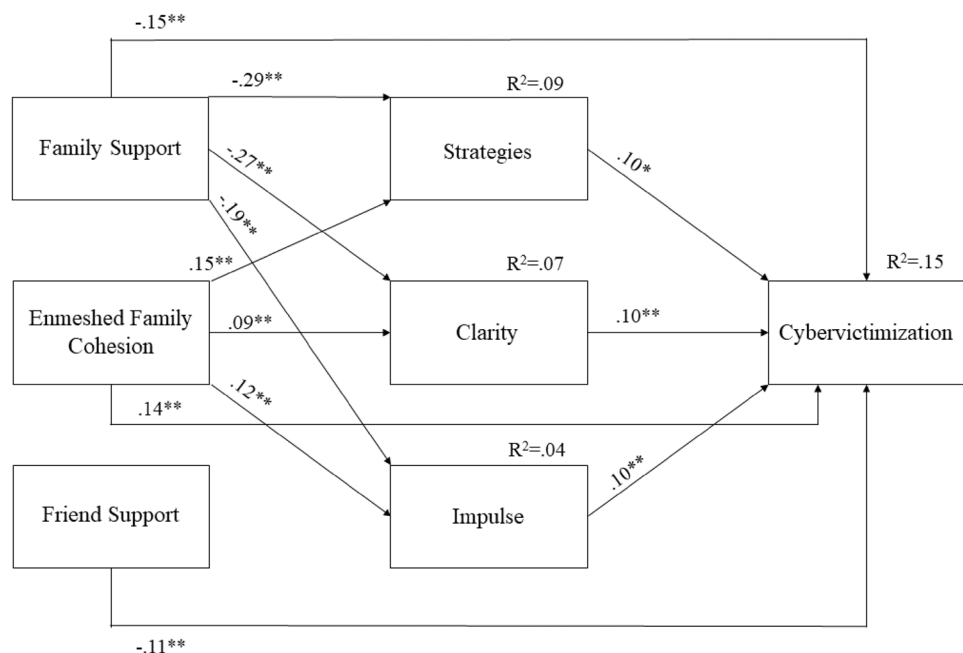 -.15**
-.29**
R²=.09
Family Support
Strategies
-.27**
.10*
-.19**
.15**
R²=.07
R²=.15
Enmeshed Family
Cohesion
.09**
Clarity
.10**
Cybervictimization
.12**
.14**
R²=.04
.10**
Friend Support
Impulse
-.11**